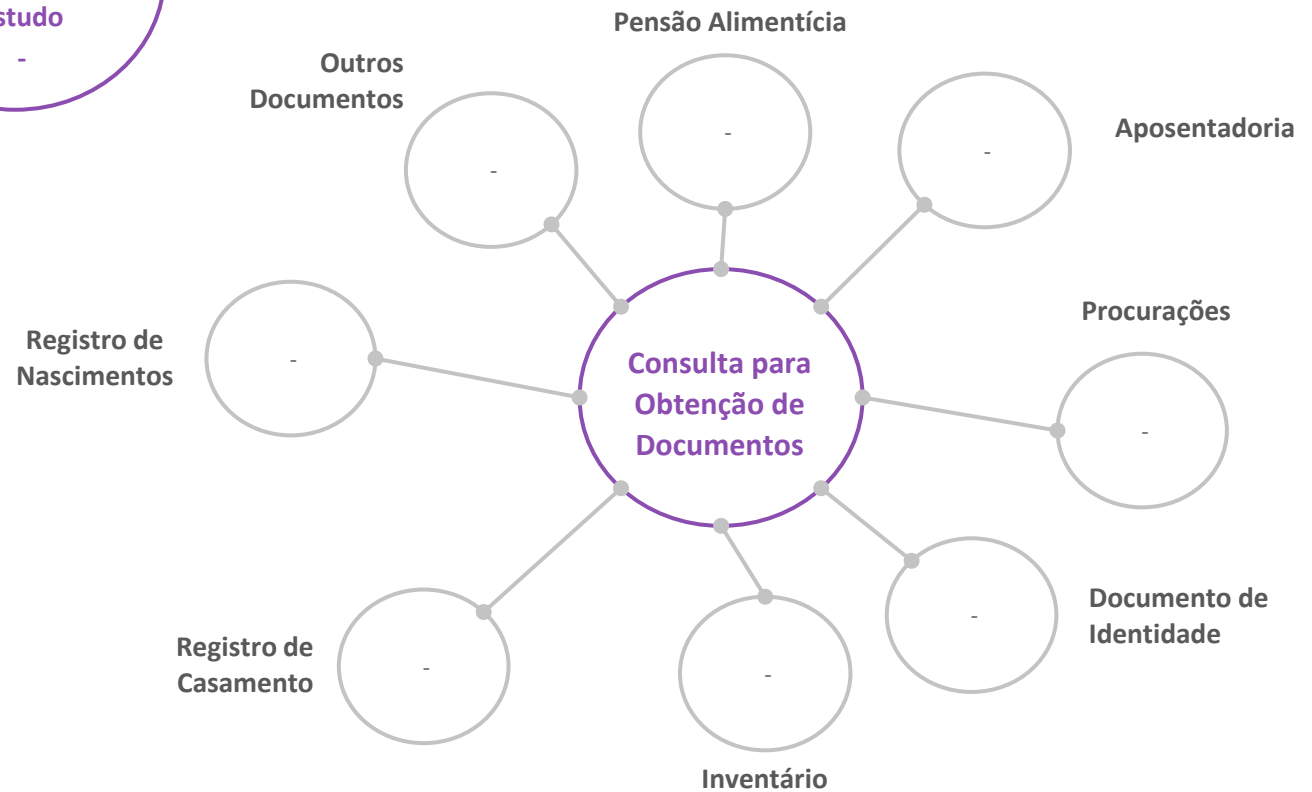 studo
-
Pensão Alimentícia
-
Outros
Documentos
-
Aposentadoria
-
Registro de
Nascimentos
-
Procurações
-
Consulta para
Obtenção de
Documentos
Registro de
Casamento
-
Documento de
Identidade
-
Inventário
-